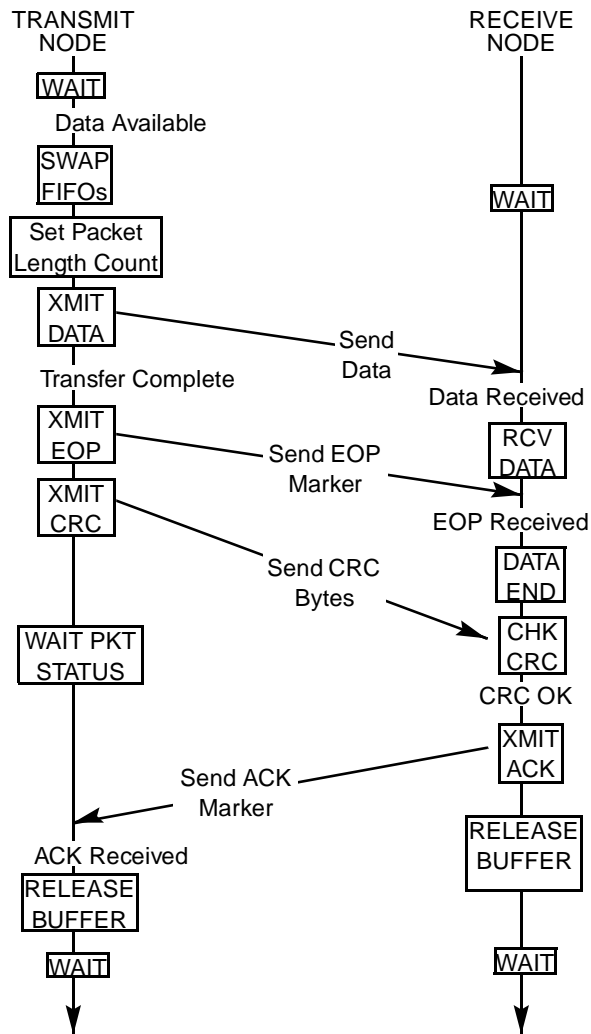 TRANSMIT
NODE
RECEIVE
NODE
WAIT
Data Available
SWAP
FIFOs
WAIT
Set Packet
Length Count
XMIT
DATA
Send
Data
Transfer Complete
Data Received
XMIT
EOP
RCV
DATA
Send EOP
Marker
XMIT
CRC
EOP Received
DATA
END
Send CRC
Bytes
CHK
CRC
WAIT PKT
STATUS
CRC OK
XMIT
ACK
Send ACK
Marker
RELEASE
BUFFER
ACK Received
RELEASE
BUFFER
WAIT
WAIT